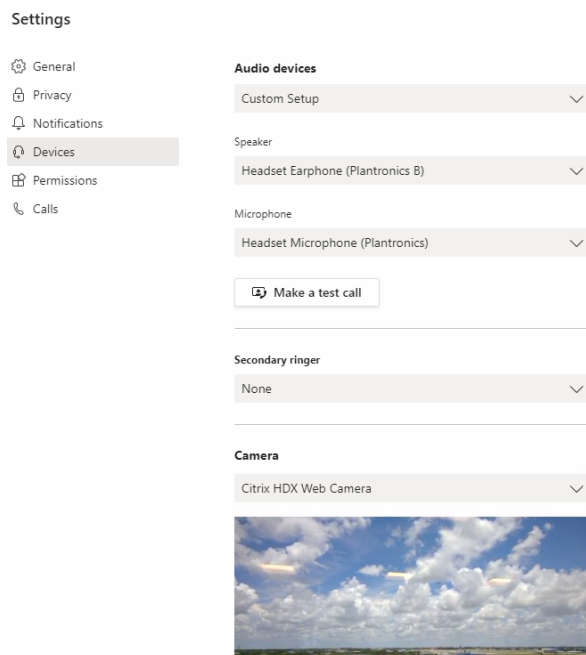 Settings
General
Privacy
Notifications
Devices
Permissions
Calls
Audio devices
Custom Setup
Speaker
Headset Earphone (Plantronics B)
Microphone
Headset Microphone (Plantronics)
Make a test call
Secondary ringer
None
Camera
Citrix HDX Web Camera